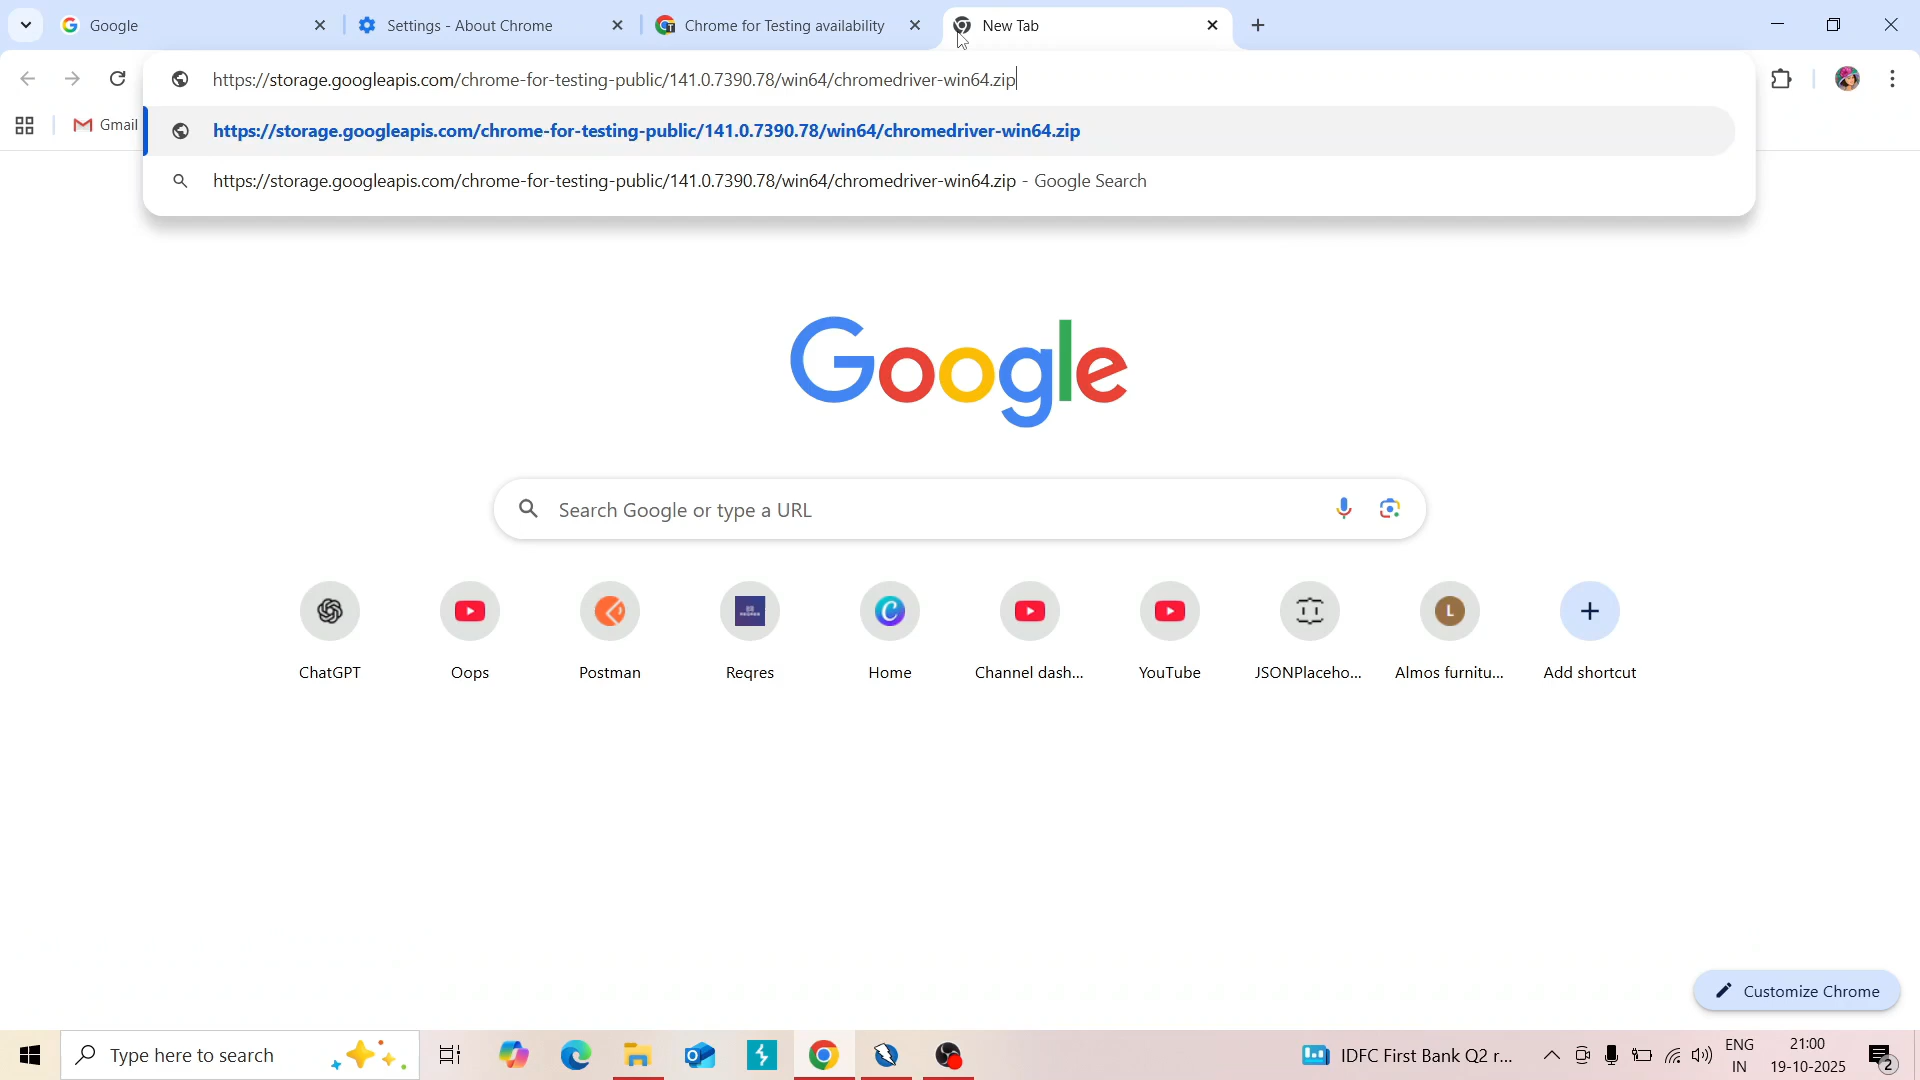 Google
Settings - About Chrome
Chrome for Testing availability
New Tab
https://storage.googleapis.com/chrome-for-testing-public/141.0.7390.78/win64/chromedriver-win64.zip
Gmail
https://storage.googleapis.com/chrome-for-testing-public/141.0.7390.78/win64/chromedriver-win64.zip
https://storage.googleapis.com/chrome-for-testing-public/141.0.7390.78/win64/chromedriver-win64.zip - Google Search
Google
Search Google or type a URL
ChatGPT
Oops
Postman
Reqres
Home
Channel dash...
YouTube
JSONPlaceho...
L
Almos furnitu...
Add shortcut
Customize Chrome
Type here to search
IDFC First Bank Q2 r...
ENG
IN
21:00
19-10-2025
2